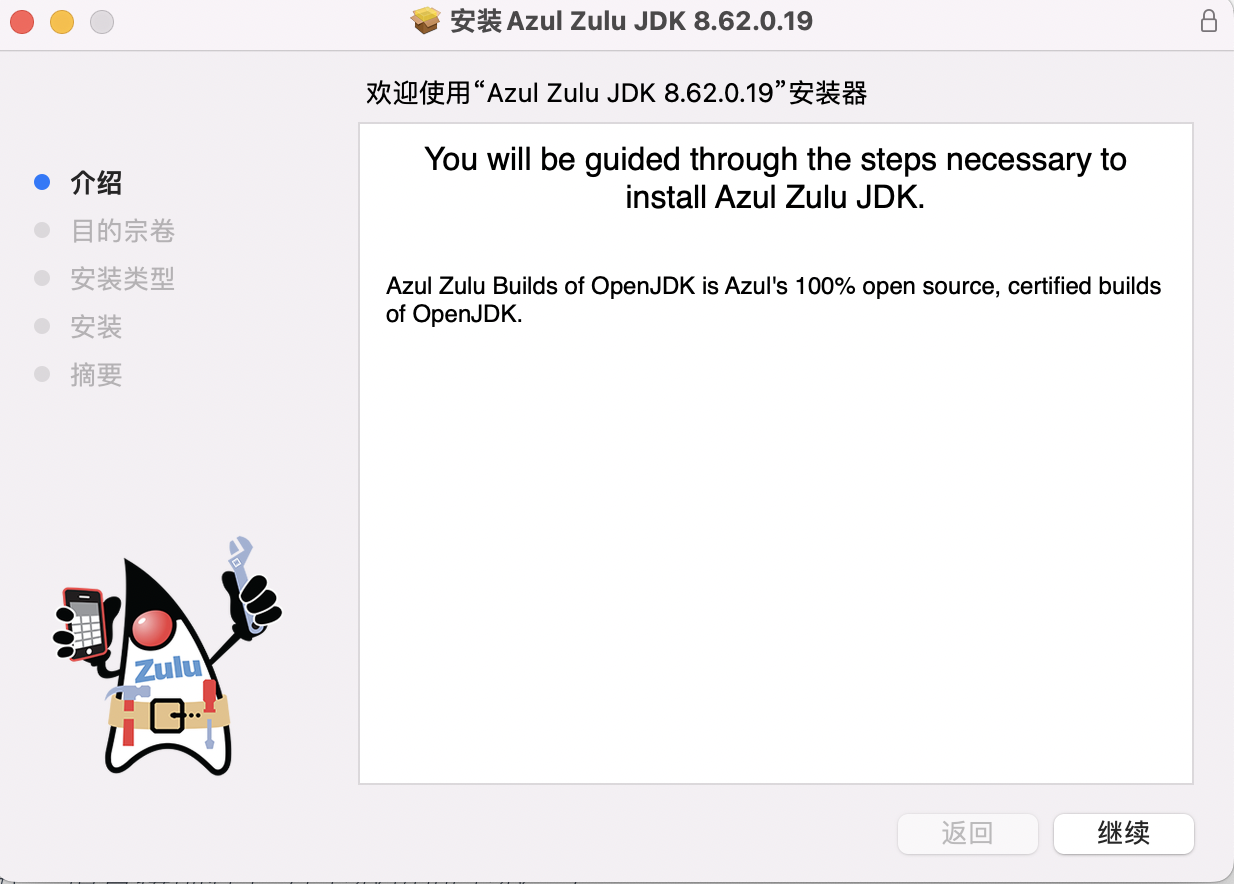 安装 Azul Zulu JDK 8.62.0.19
欢迎使用“Azul Zulu JDK 8.62.0.19”安装器
介绍
目的宗卷
安装类型
安装
摘要
You will be guided through the steps necessary to
install Azul Zulu JDK.
Azul Zulu Builds of OpenJDK is Azul's 100% open source, certified builds
of OpenJDK.
Zulu
返回
继续